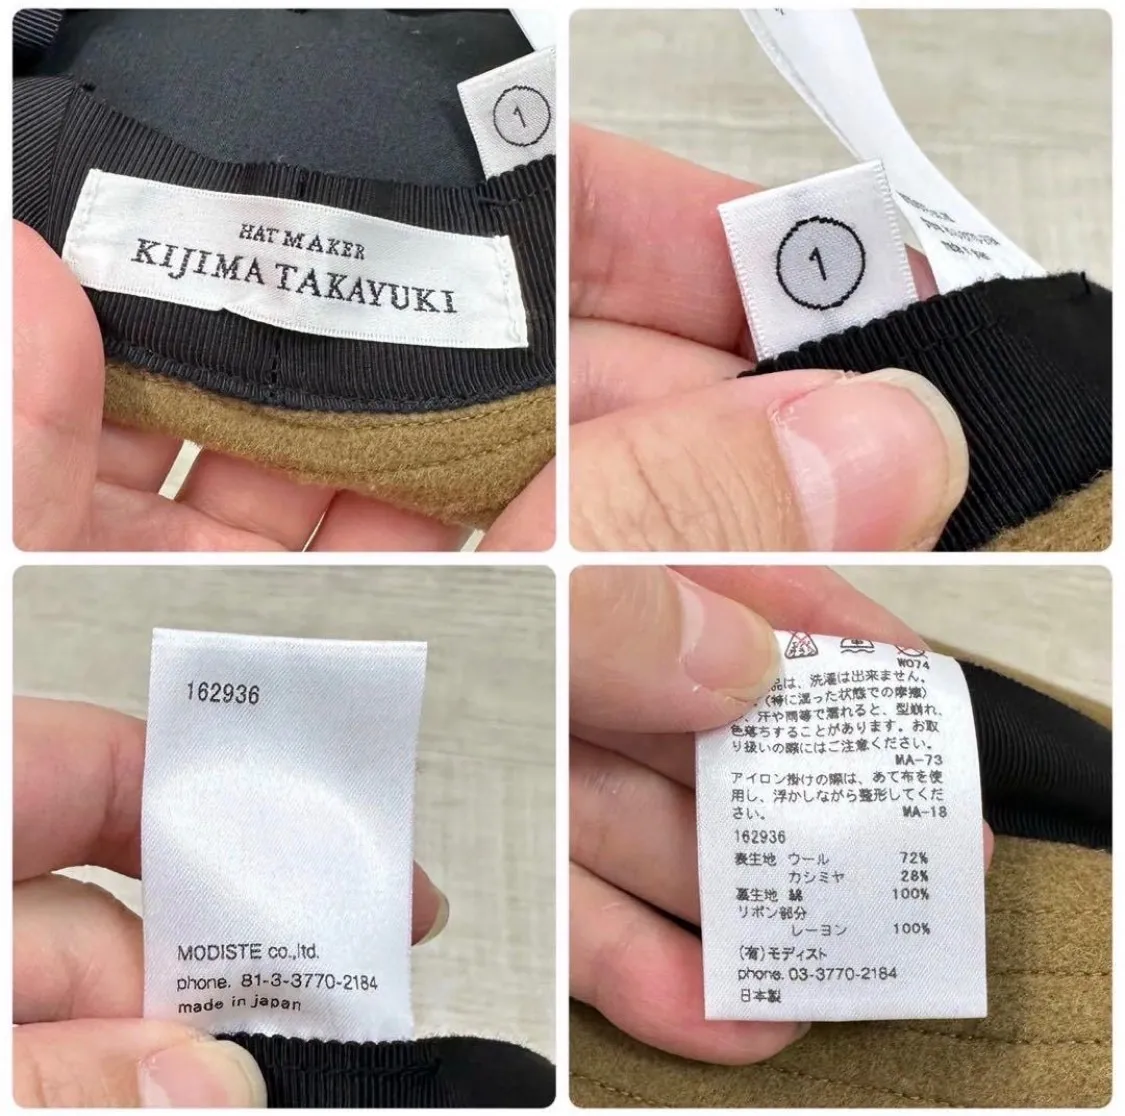 HAT MAKER
KIJIMA TAKAYUKI
1
1
162936
MODISTE co.,ltd.
phone. 81-3-3770-2184
made in japan
W074
品は、洗濯は出来ません。
(特に湿った状態での摩擦)
汗や雨等で濡れると、型崩れ、
色落ちすることがあります。お取
り扱いの際にはご注意ください。
MA-73
アイロン掛けの際は、あて布を使
用し、浮かしながら整形してくだ
さい。
MA-18
162936
表生地 ウール 72%
カシミヤ 28%
裏生地 綿 100%
リボン部分
レーヨン 100%
(有)モディスト
phone. 03-3770-2184
日本製